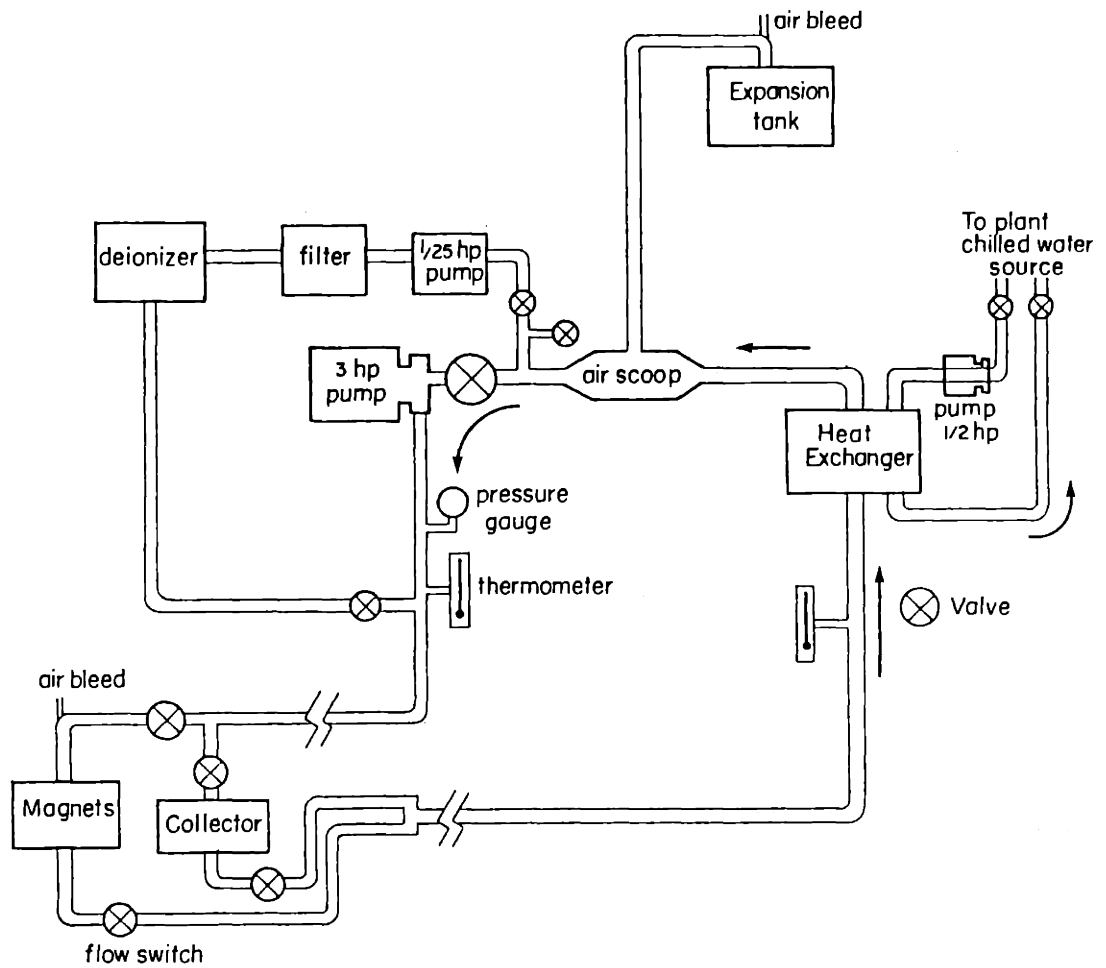 air bleed
Expansion
tank
To plant
chilled water
source
deionizer
filter
1/25 hp
pump
3 hp
pump
air scoop
pump
1/2 hp
Heat
Exchanger
pressure
gauge
thermometer
Valve
air bleed
Magnets
Collector
flow switch